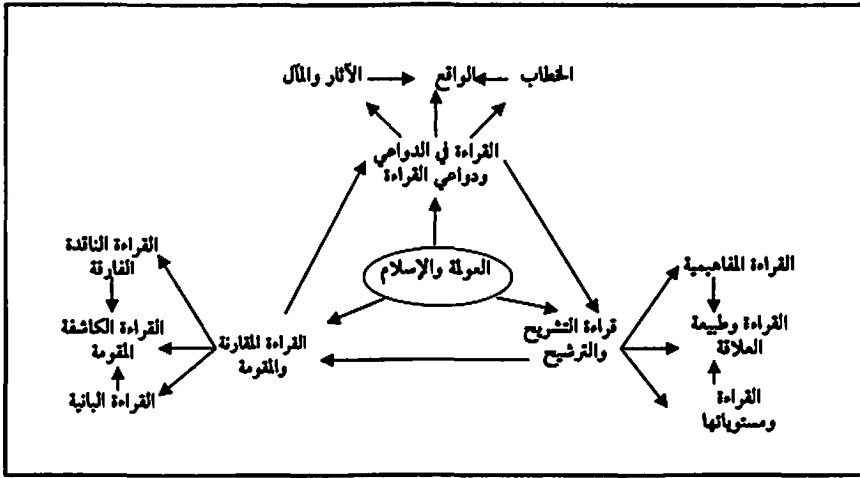 الخطاب
الواقع
الآثار والمآل
القراءة في الدواعي
ودواعي القراءة
العولمة والإسلام
القراءة المفاهيمية
القراءة وطبيعة
العلاقة
القراءة
ومستوياتها
قراءة التشريح
والترشيح
القراءة المقارنة
والمقومة
القراءة الناقدة
الفارقة
القراءة الكاشفة
المقومة
القراءة البانية